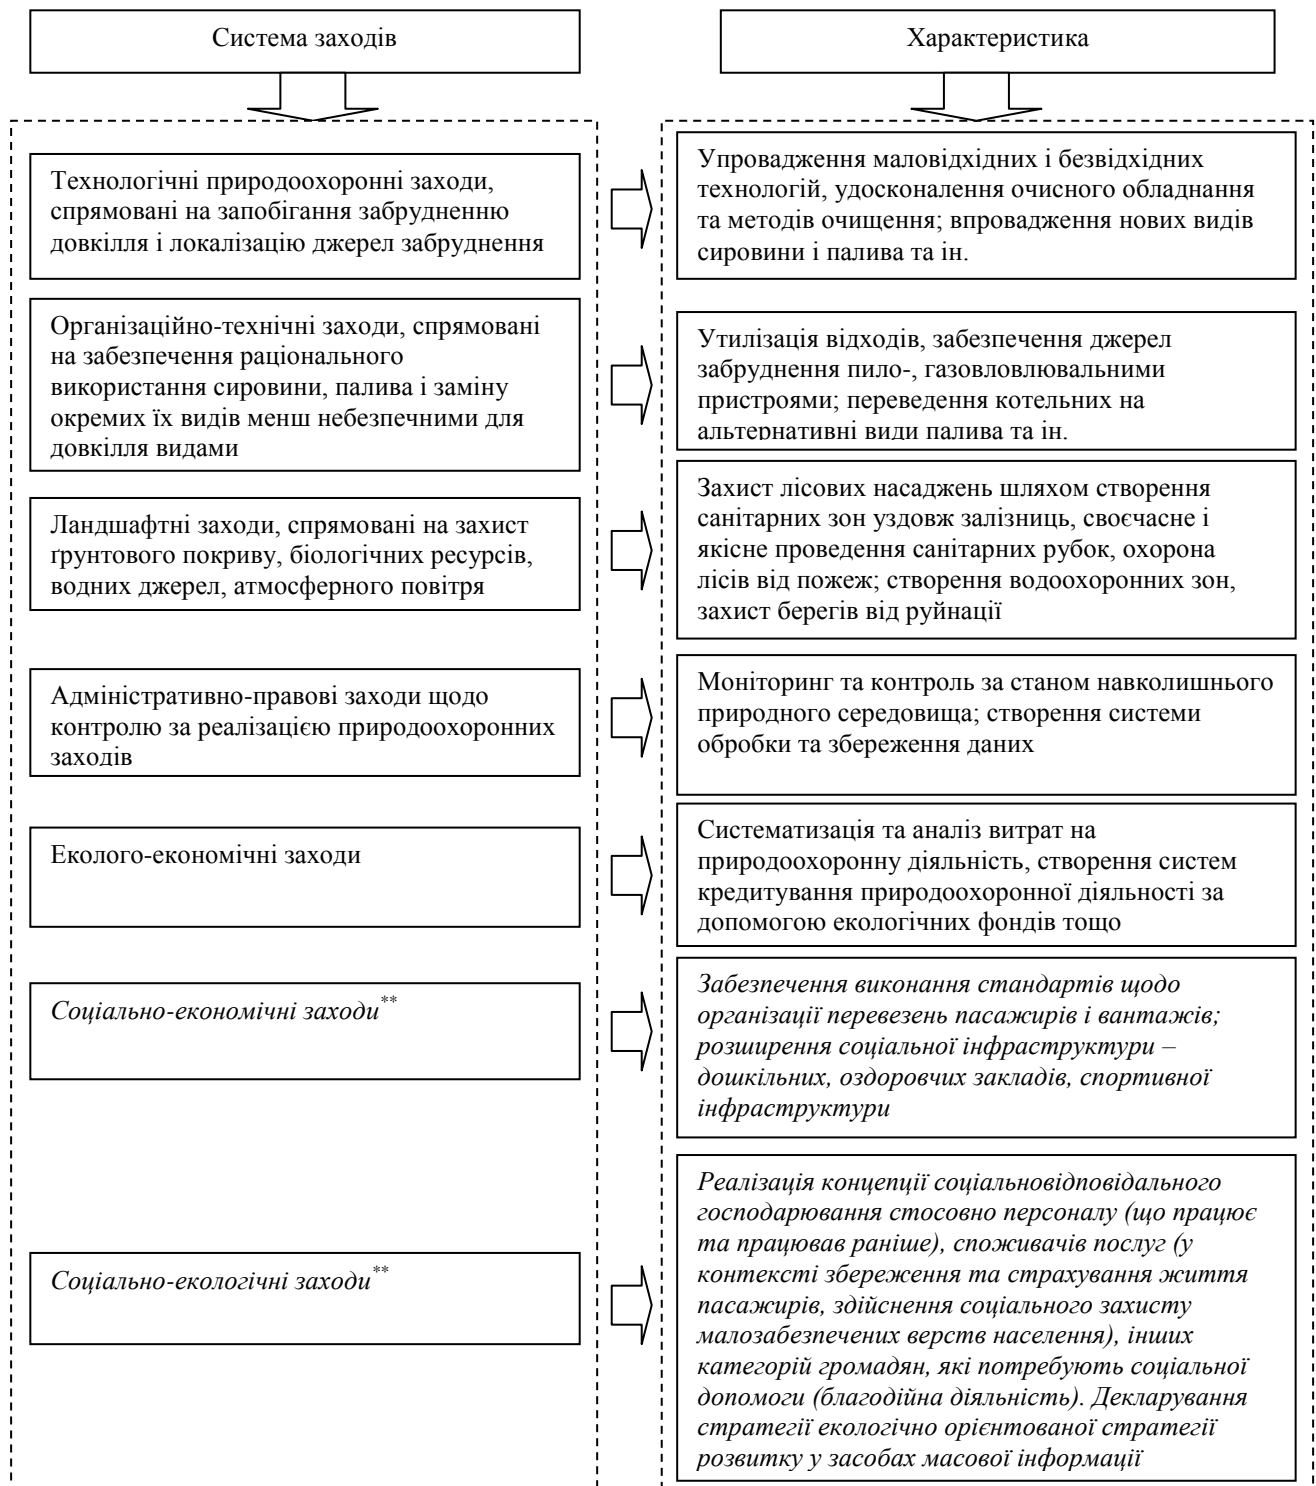 Система заходів
Характеристика
Технологічні природоохоронні заходи,
спрямовані на запобігання забрудненню
довкілля і локалізацію джерел забруднення
Упровадження маловідхідних і безвідхідних
технологій, удосконалення очисного обладнання
та методів очищення; впровадження нових видів
сировини і палива та ін.
Організаційно-технічні заходи, спрямовані
на забезпечення раціонального
використання сировини, палива і заміну
окремих їх видів менш небезпечними для
довкілля видами
Утилізація відходів, забезпечення джерел
забруднення пило-, газовловлювальними
пристроями; переведення котельних на
альтернативні види палива та ін.
Ландшафтні заходи, спрямовані на захист
ґрунтового покриву, біологічних ресурсів,
водних джерел, атмосферного повітря
Захист лісових насаджень шляхом створення
санітарних зон уздовж залізниць, своєчасне і
якісне проведення санітарних рубок, охорона
лісів від пожеж; створення водоохоронних зон,
захист берегів від руйнації
Адміністративно-правові заходи щодо
контролю за реалізацією природоохоронних
заходів
Моніторинг та контроль за станом навколишнього
природного середовища; створення системи
обробки та збереження даних
Еколого-економічні заходи
Систематизація та аналіз витрат на
природоохоронну діяльність, створення систем
кредитування природоохоронної діяльності за
допомогою екологічних фондів тощо
Соціально-економічні заходи**
Забезпечення виконання стандартів щодо
організації перевезень пасажирів і вантажів;
розширення соціальної інфраструктури –
дошкільних, оздоровчих закладів, спортивної
інфраструктури
Соціально-екологічні заходи**
Реалізація концепції соціальновідповідального
господарювання стосовно персоналу (що працює
та працював раніше), споживачів послуг (у
контексті збереження та страхування життя
пасажирів, здійснення соціального захисту
малозабезпечених верств населення), інших
категорій громадян, які потребують соціальної
допомоги (благодійна діяльність). Декларування
стратегії екологічно орієнтованої стратегії
розвитку у засобах масової інформації